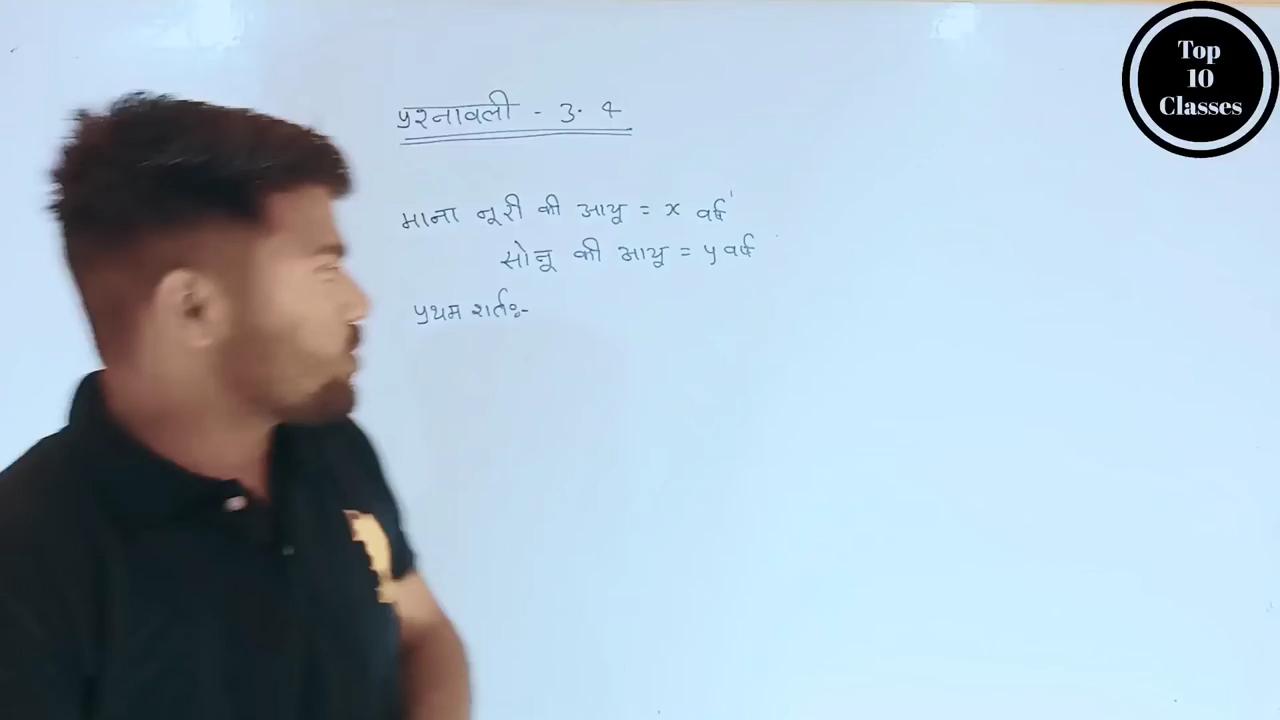 प्रश्नावली - 3.4
माना नूरी की आयु = x वर्ष
सोनू की आयु = y वर्ष
प्रथम शर्तः-
Top
10
Classes